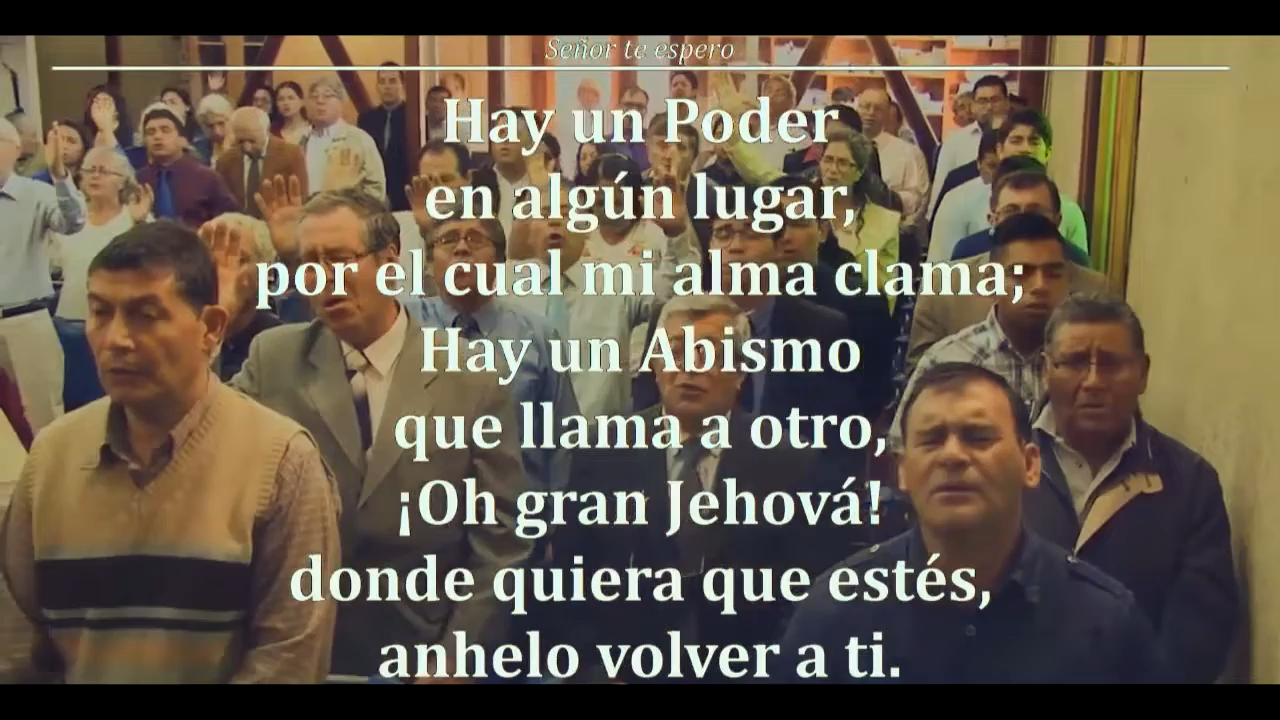 Señor te espero
Hay un Poder
en algún lugar,
por el cual mi alma clama;
Hay un Abismo
que llama a otro,
¡Oh gran Jehová!
donde quiera que estés,
anhelo volver a ti.